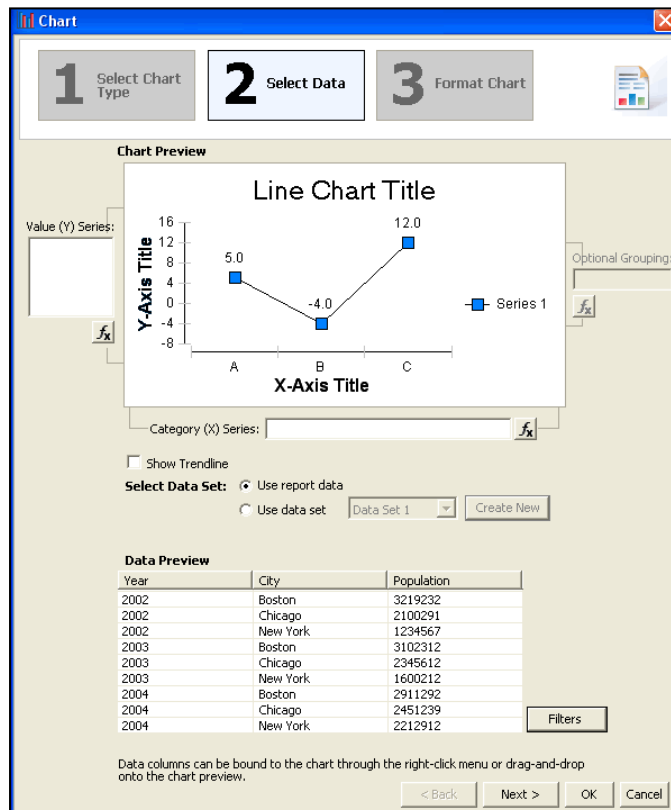 Chart
1 Select Chart Type
2 Select Data
3 Format Chart
Chart Preview
Line Chart Title
Value (Y) Series:
Y-Axis Title
16
12
8
4
0
-4
-8
5.0
-4.0
12.0
A B C
X-Axis Title
Series 1
Optional Grouping:
fx
fx
Category (X) Series:
fx
Show Trendline
Select Data Set: Use report data
Use data set Data Set 1 Create New
Data Preview
Year City Population
2002 Boston 3219232
2002 Chicago 2100291
2002 New York 1234567
2003 Boston 3102312
2003 Chicago 2345612
2003 New York 1600212
2004 Boston 2911292
2004 Chicago 2451239
2004 New York 2212912
Filters
Data columns can be bound to the chart through the right-click menu or drag-and-drop
onto the chart preview.
< Back Next > OK Cancel